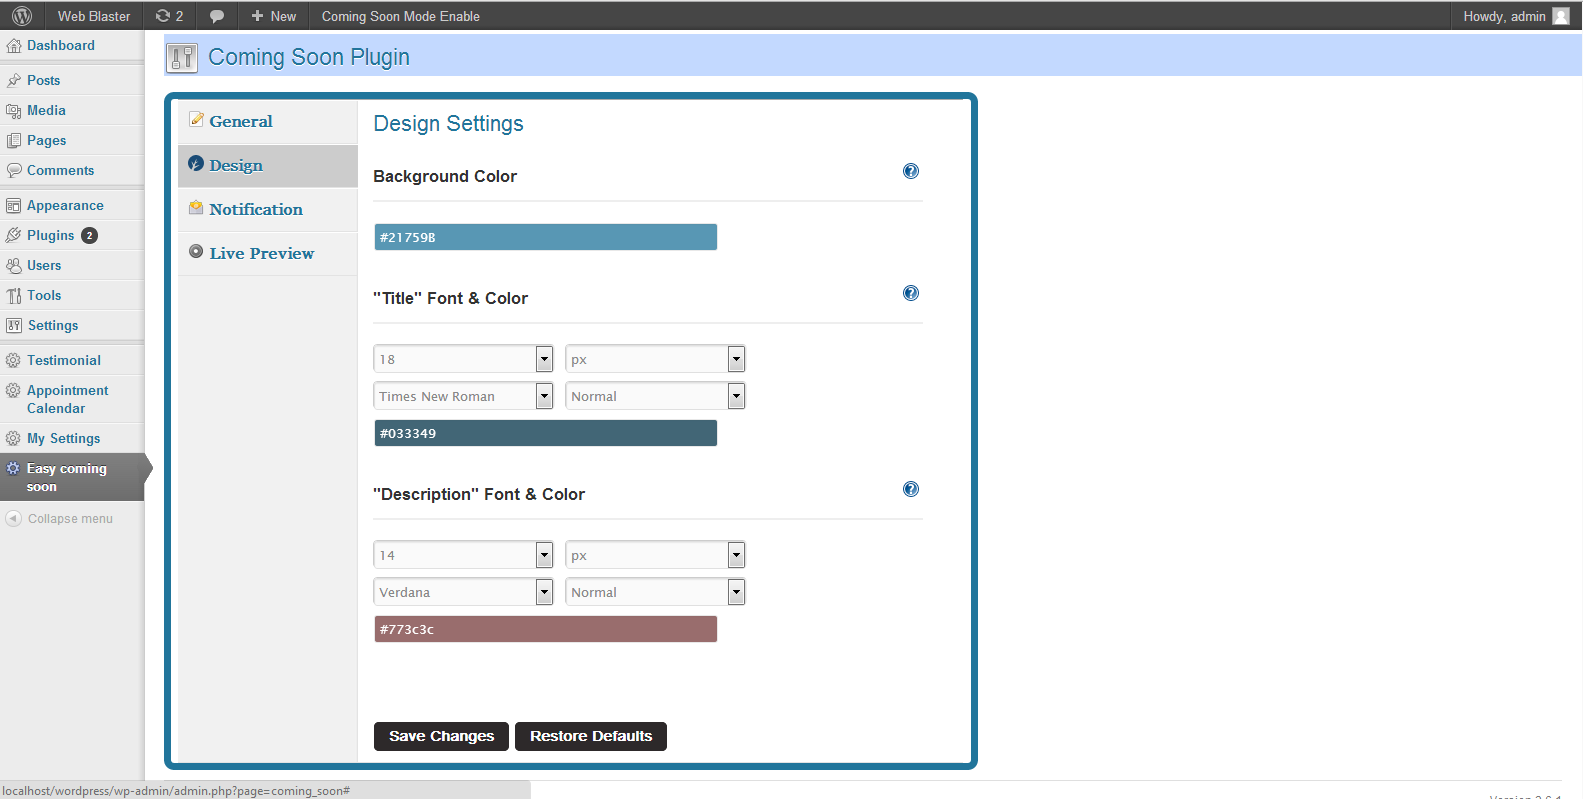 Web Blaster 2 New Coming Soon Mode Enable Howdy, admin
Dashboard
Posts
Media
Pages
Comments
Appearance
Plugins 2
Users
Tools
Settings
Testimonial
Appointment
Calendar
My Settings
Easy coming
soon
Collapse menu
Coming Soon Plugin
General
Design
Notification
Live Preview
Design Settings
Background Color
#21759B
"Title" Font & Color
18 px
Times New Roman Normal
#033349
"Description" Font & Color
14 px
Verdana Normal
#773c3c
Save Changes Restore Defaults
localhost/wordpress/wp-admin/admin.php?page=coming_soon#